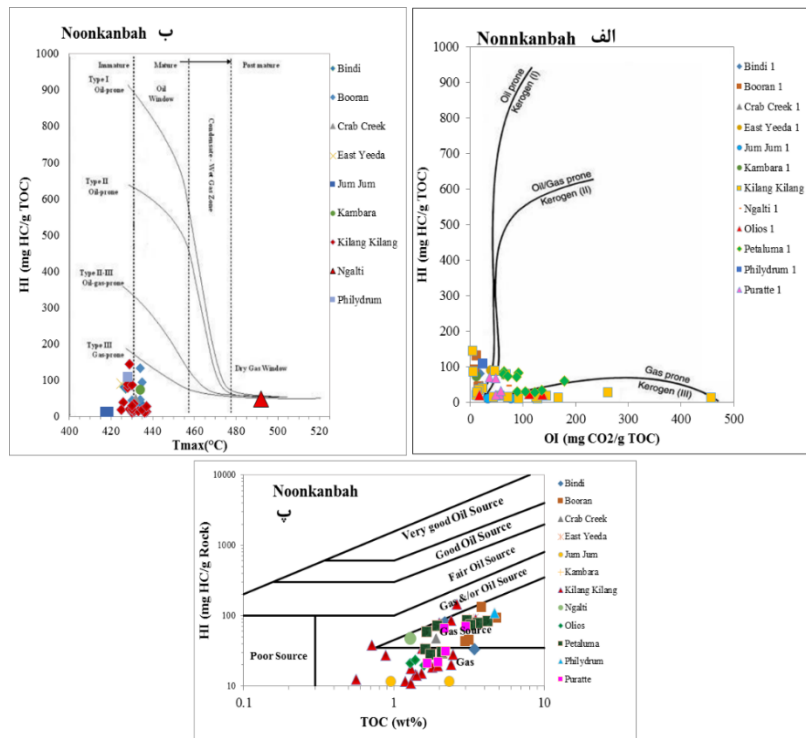 Noonkanbah ب
HI (mg HC/g TOC)
1000
900
800
700
600
500
400
300
200
100
0
Immature
Mature
Post mature
Type I
Oil-prone
Oil
Window
Condensate - Wet Gas Zone
Type II
Oil-prone
Type II-III
Oil-gas-prone
Type III
Gas prone
Dry Gas Window
400
420
440
460
480
500
520
Tmax(°C)
Bindi
Booran
Crab Creek
East Yeeda
Jum Jum
Kambara
Kilang Kilang
Ngalti
Philydrum
Nonnkanbah الف
HI (mg HC/g TOC)
1000
900
800
700
600
500
400
300
200
100
0
Oil prone
Kerogen (I)
Oil/Gas prone
Kerogen (II)
Gas prone
Kerogen (III)
0
100
200
300
400
500
OI (mg CO2/g TOC)
Bindi 1
Booran 1
Crab Creek 1
East Yeeda 1
Jum Jum 1
Kambara 1
Kilang Kilang
Ngalti 1
Olios 1
Petaluma 1
Philydrum 1
Puratte 1
Noonkanbah
پ
HI (mg HC/g Rock)
10000
1000
100
10
Very good Oil Source
Good Oil Source
Fair Oil Source
Gas &/or Oil Source
Gas Source
Poor Source
Gas
0.1
1
10
TOC (wt%)
Bindi
Booran
Crab Creek
East Yeeda
Jum Jum
Kambara
Kilang Kilang
Ngalti
Olios
Petaluma
Philydrum
Puratte